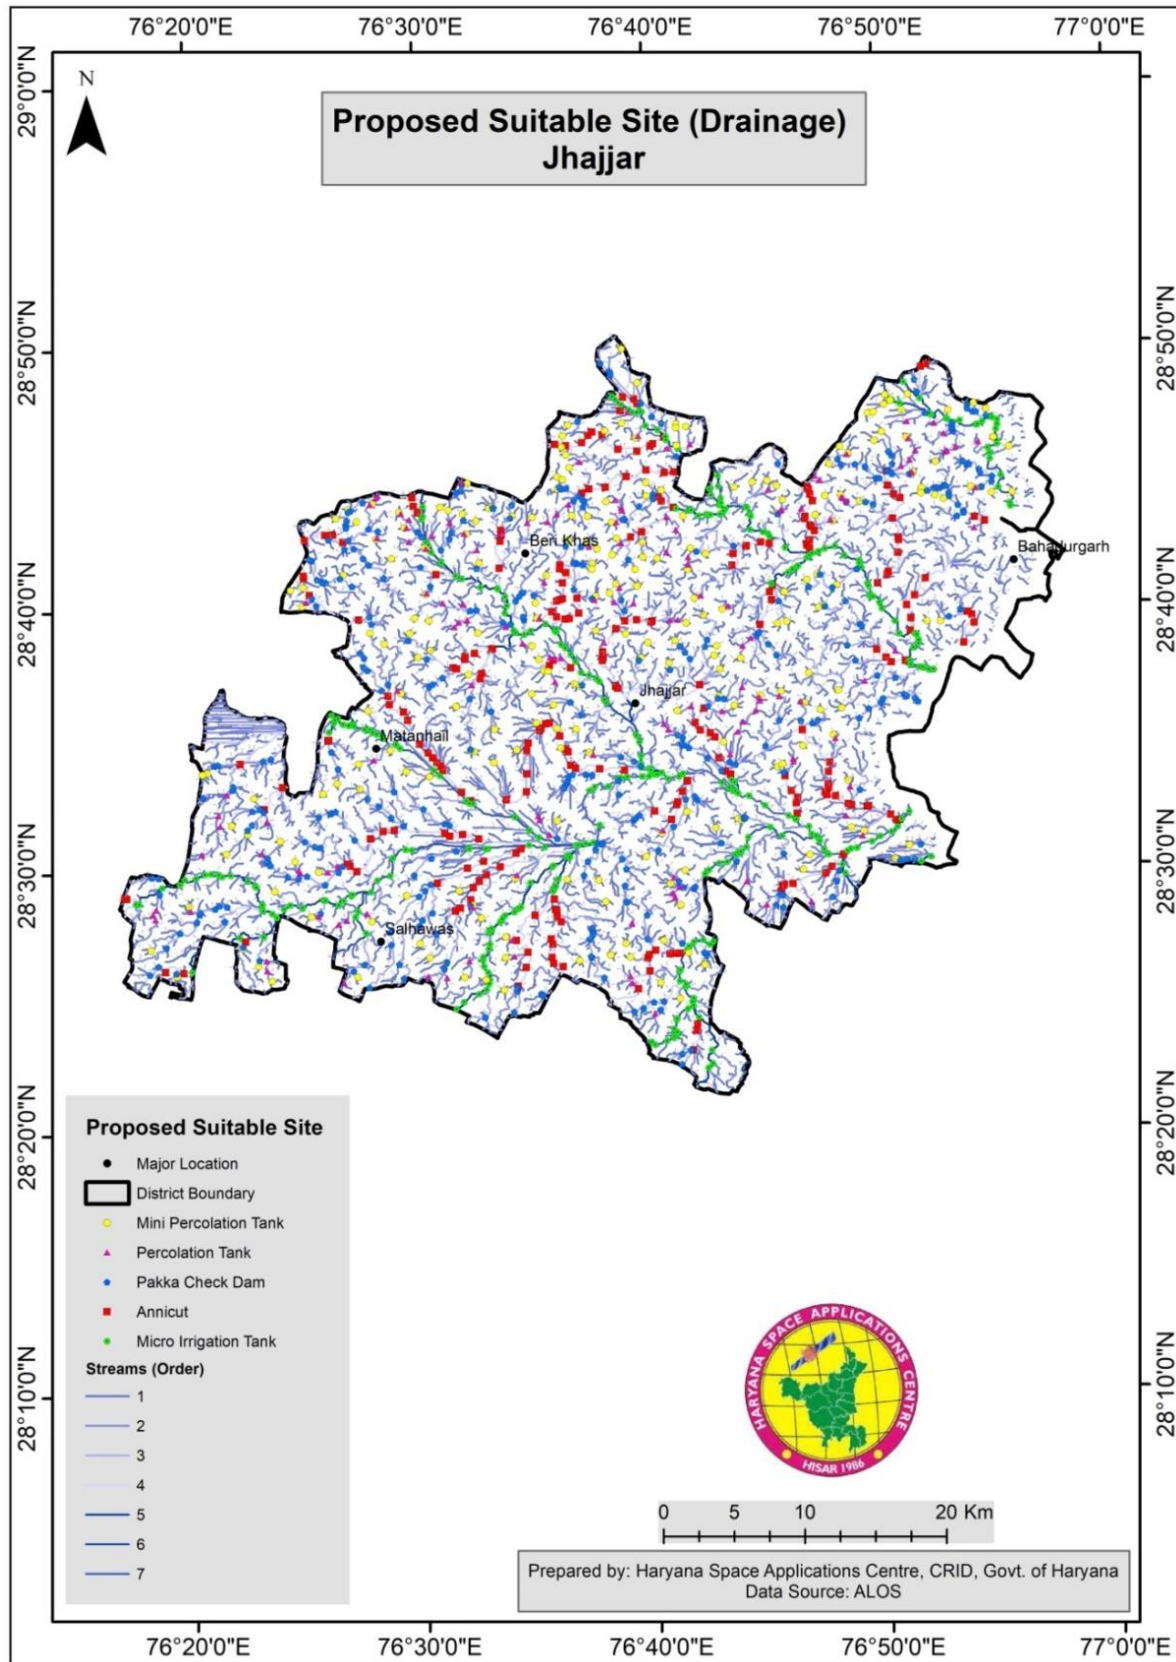 76°20'0"E 76°30'0"E 76°40'0"E 76°50'0"E 77°0'0"E
N
Proposed Suitable Site (Drainage)
Jhajjar
29°0'0"N
28°50'0"N 28°50'0"N
Beri Khas
Bahadurgarh
28°40'0"N 28°40'0"N
Jhajjar
Matanhail
28°30'0"N 28°30'0"N
Salhawas
28°20'0"N 28°20'0"N
Proposed Suitable Site
Major Location
District Boundary
Mini Percolation Tank
Percolation Tank
Pakka Check Dam
Annicut
Micro Irrigation Tank
Streams (Order)
1
2
3
4
5
6
7
28°10'0"N 28°10'0"N
HARYANA SPACE APPLICATIONS CENTRE
HISAR 1986
0 5 10 20 Km
Prepared by: Haryana Space Applications Centre, CRID, Govt. of Haryana
Data Source: ALOS
76°20'0"E 76°30'0"E 76°40'0"E 76°50'0"E 77°0'0"E